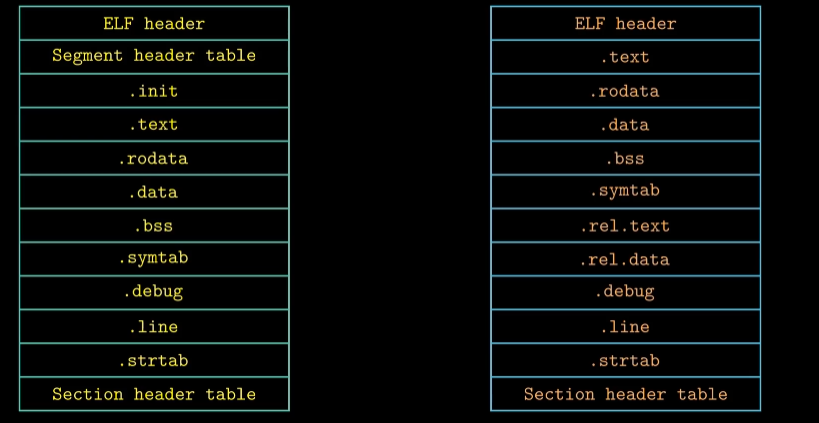 ELF header
Segment header table
.init
.text
.rodata
.data
.bss
.symtab
.debug
.line
.strtab
Section header table
ELF header
.text
.rodata
.data
.bss
.symtab
.rel.text
.rel.data
.debug
.line
.strtab
Section header table